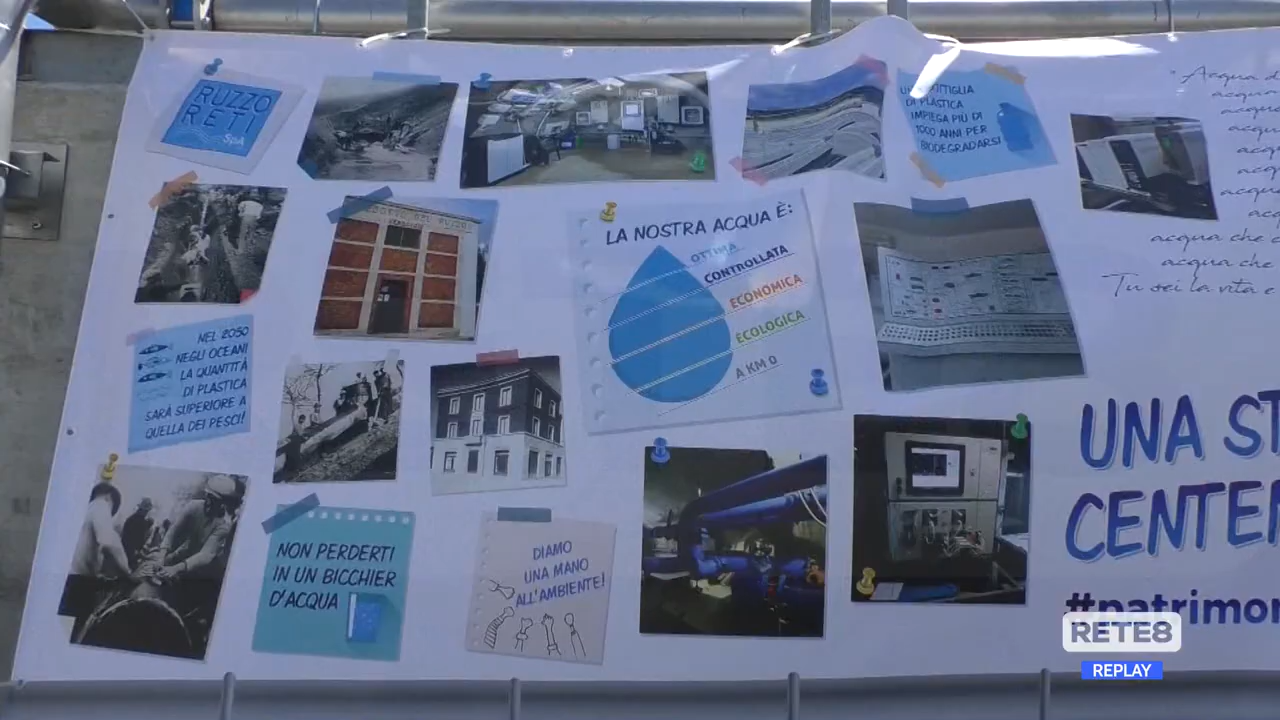 RUZZO
RETI
SpA
UNA BOTTIGLIA
DI PLASTICA
IMPIEGA PIÙ DI
1000 ANNI PER
BIODEGRADARSI
"Acqua d
acqua
acqua
acqua
acqua
acqua
acqua che
acqua che
Tu sei la vita e
LA NOSTRA ACQUA È:
OTTIMA
CONTROLLATA
ECONOMICA
ECOLOGICA
A KM 0
NEL 2050
NEGLI OCEANI
LA QUANTITÀ
DI PLASTICA
SARÀ SUPERIORE A
QUELLA DEI PESCI!
NON PERDERTI
IN UN BICCHIER
D'ACQUA
DIAMO
UNA MANO
ALL'AMBIENTE!
UNA ST
CENTEN
#patrimon
RETE8
REPLAY